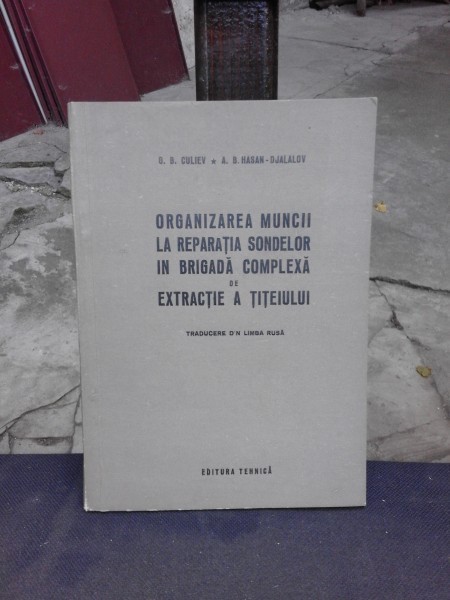 G. B. CULIEV ★ A. B. HASAN-DJALALOV
ORGANIZAREA MUNCII
LA REPARAȚIA SONDELOR
IN BRIGADĂ COMPLEXĂ
DE
EXTRACȚIE A ȚIȚEIULUI
TRADUCERE D'N LIMBA RUSĂ
EDITURA TEHNICĂ